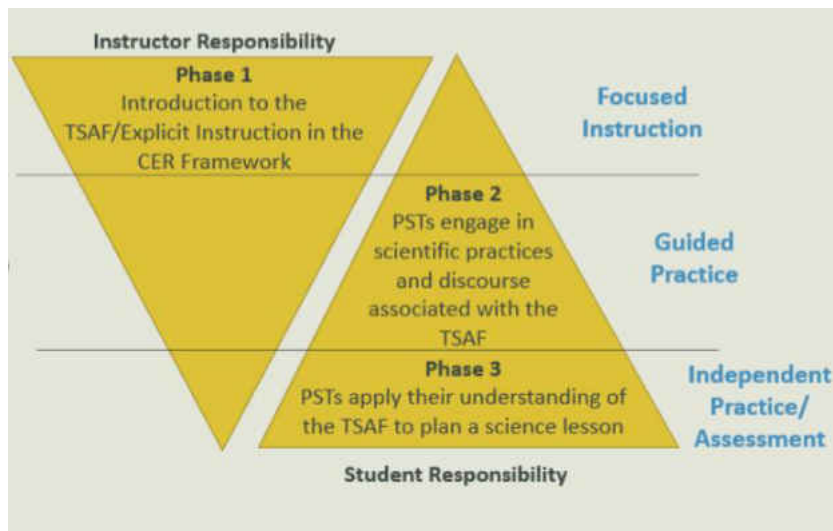 Instructor Responsibility
Phase 1
Introduction to the
TSAF/Explicit Instruction in the
CER Framework
Focused
Instruction
Phase 2
PSTs engage in
scientific practices
and discourse
associated with the
TSAF
Guided
Practice
Phase 3
PSTs apply their understanding of
the TSAF to plan a science lesson
Independent
Practice/
Assessment
Student Responsibility